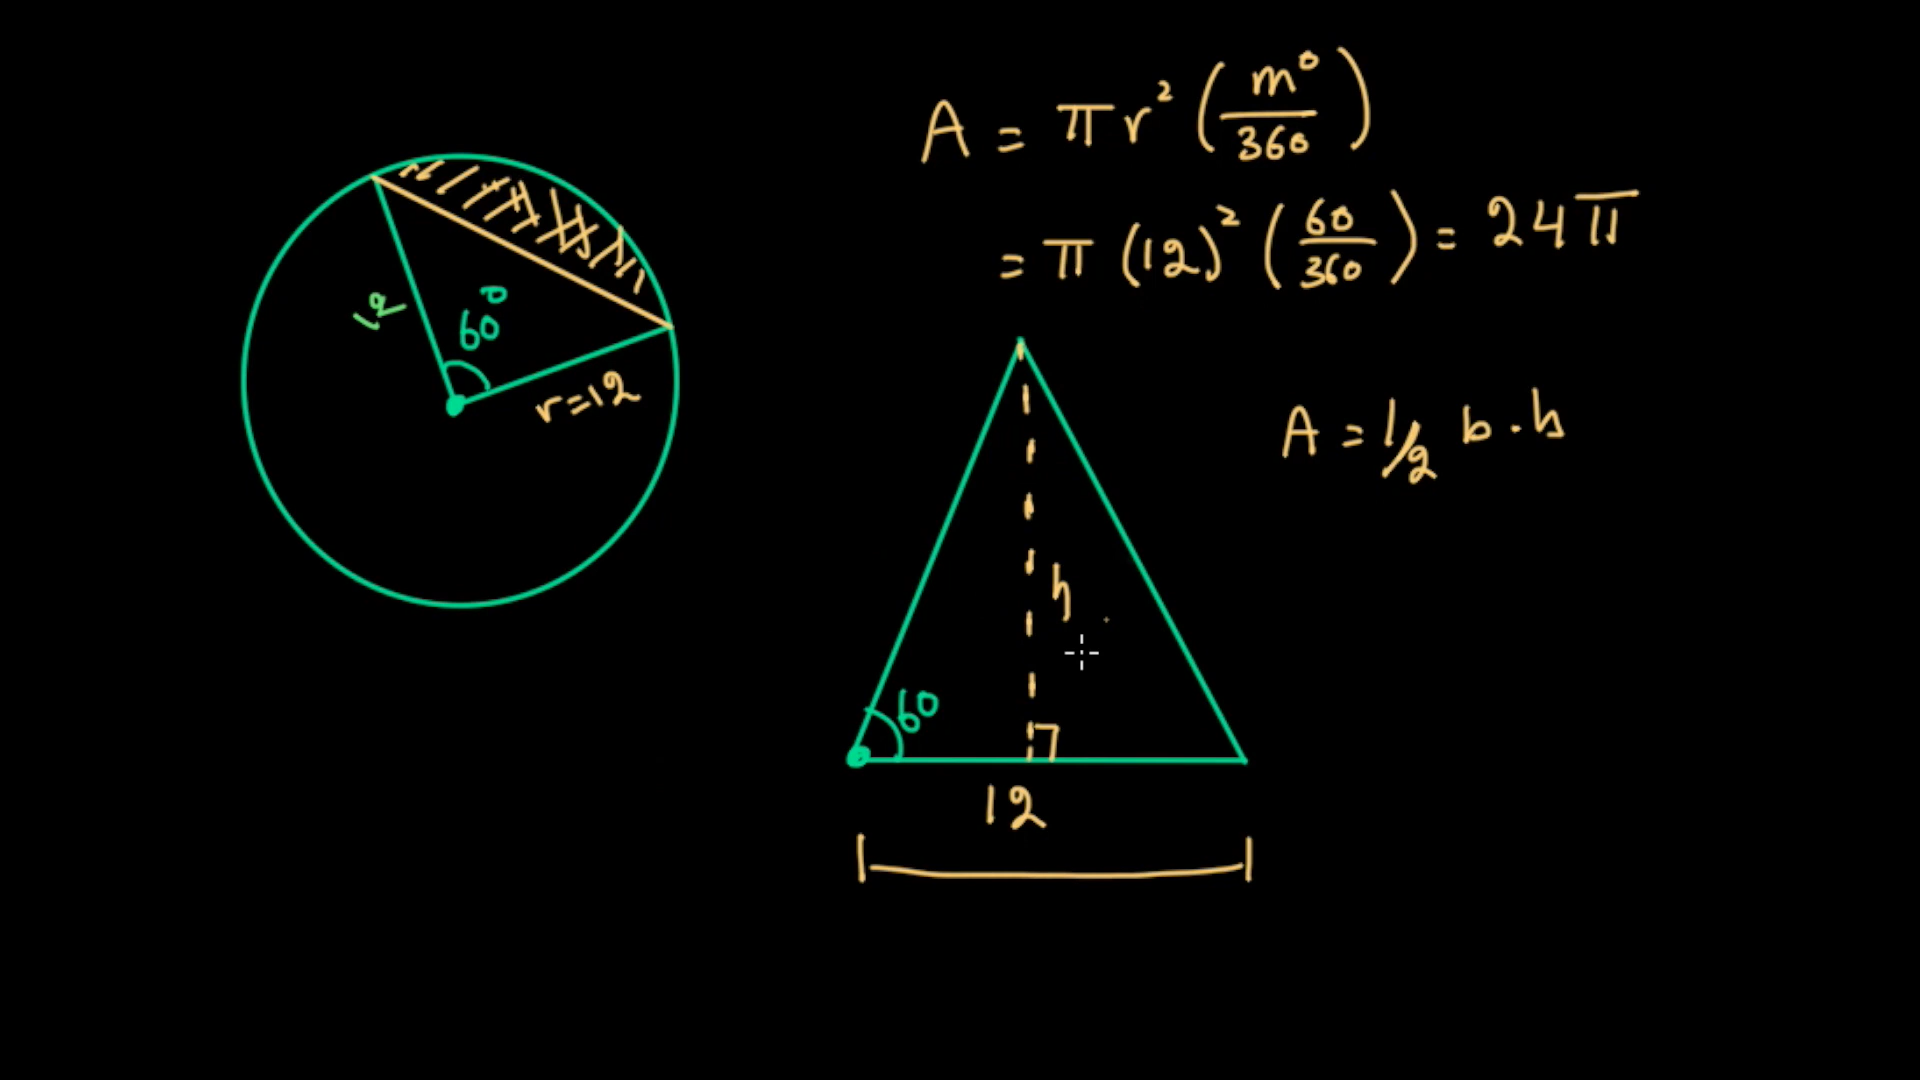 A = πr² (m°/360)
= π (12)² (60/360) = 24π
12
60°
r=12
A = 1/2 b · h
h
60
12